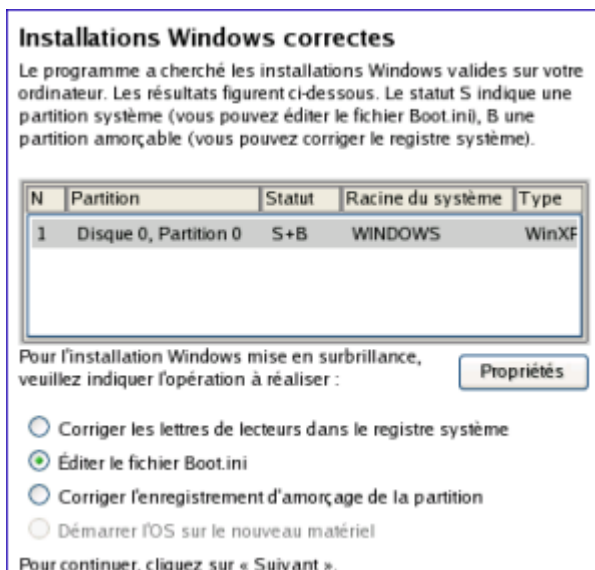 Installations Windows correctes
Le programme a cherché les installations Windows valides sur votre
ordinateur. Les résultats figurent ci-dessous. Le statut S indique une
partition système (vous pouvez éditer le fichier Boot.ini), B une
partition amorçable (vous pouvez corriger le registre système).
N Partition Statut Racine du système Type
1 Disque 0, Partition 0 S+B WINDOWS WinXP
Pour l'installation Windows mise en surbrillance,
veuillez indiquer l'opération à réaliser :
Propriétés
Corriger les lettres de lecteurs dans le registre système
Éditer le fichier Boot.ini
Corriger l'enregistrement d'amorçage de la partition
Démarrer l'OS sur le nouveau matériel
Pour continuer, cliquez sur « Suivant ».